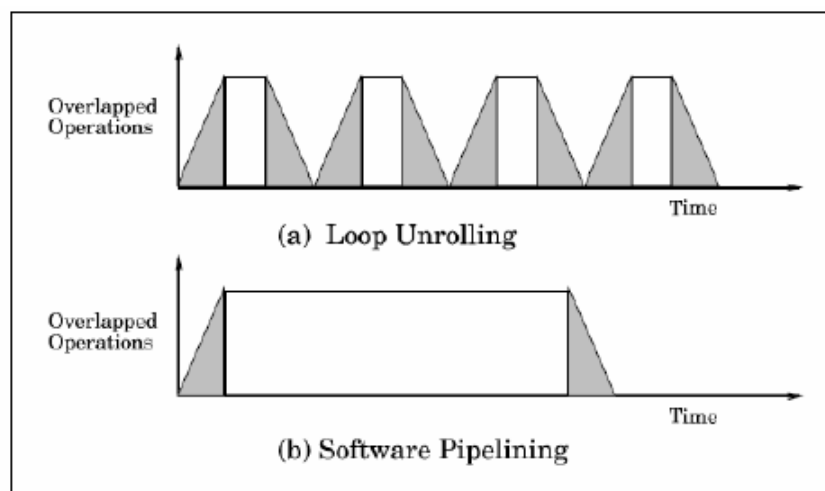 Overlapped
Operations
Time
(a) Loop Unrolling
Overlapped
Operations
Time
(b) Software Pipelining